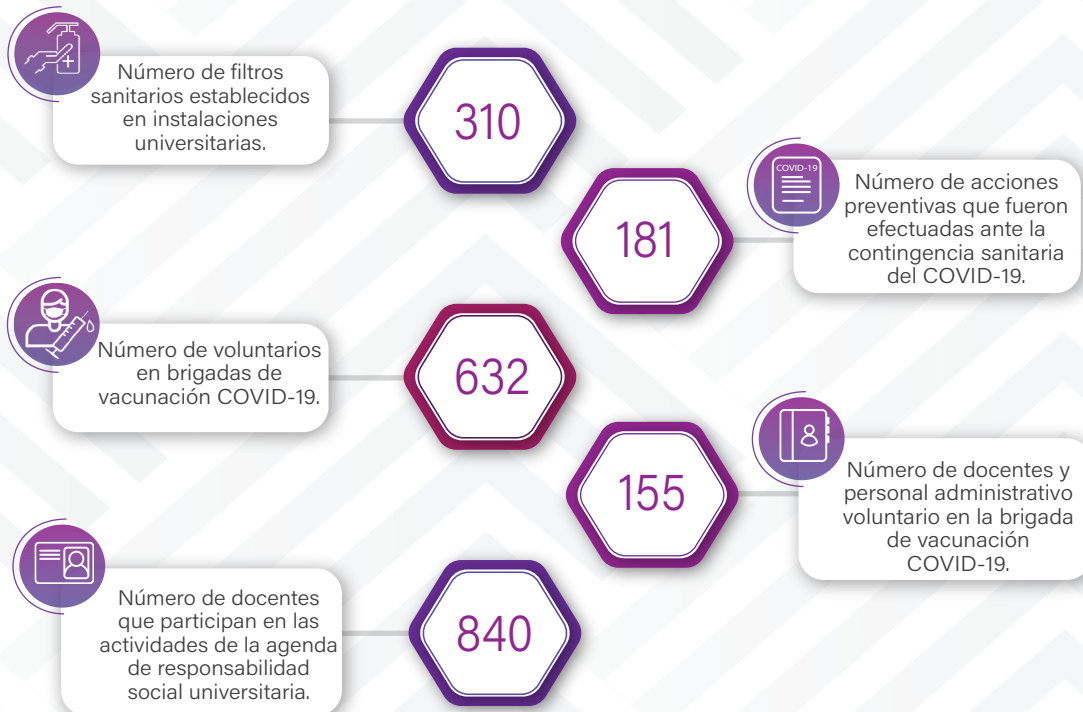 Número de filtros
sanitarios establecidos
en instalaciones
universitarias.
310
181
COVID-19
Número de acciones
preventivas que fueron
efectuadas ante la
contingencia sanitaria
del COVID-19.
Número de voluntarios
en brigadas de
vacunación COVID-19.
632
155
Número de docentes y
personal administrativo
voluntario en la brigada
de vacunación
COVID-19.
Número de docentes
que participan en las
actividades de la agenda
de responsabilidad
social universitaria.
840